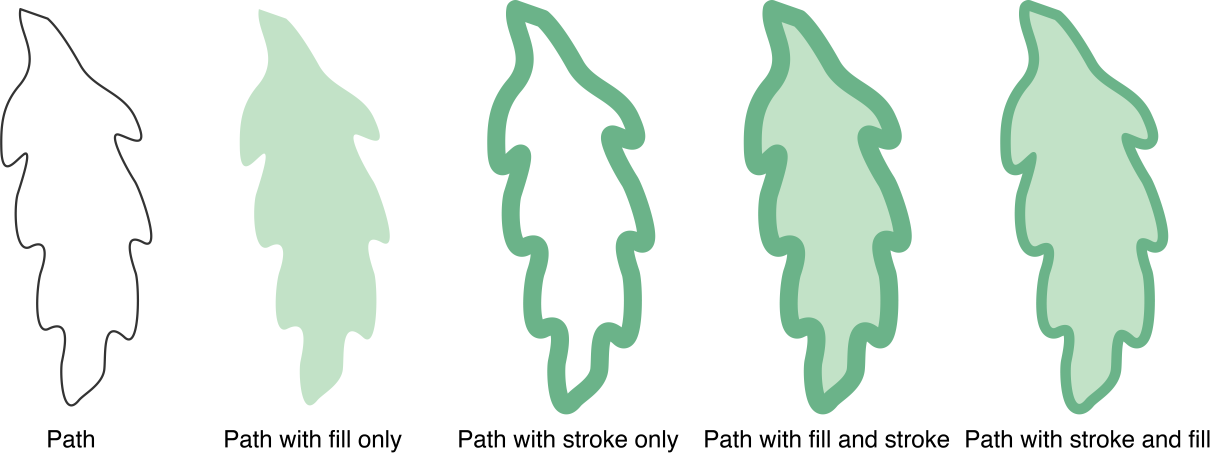 Path
Path with fill only
Path with stroke only
Path with fill and stroke
Path with stroke and fill